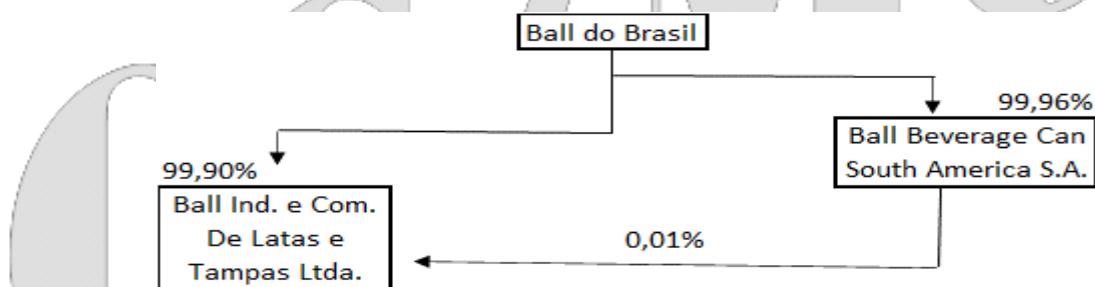 Ball do Brasil
99,96%
Ball Beverage Can
South America S.A.
99,90%
Ball Ind. e Com.
De Latas e
Tampas Ltda.
0,01%